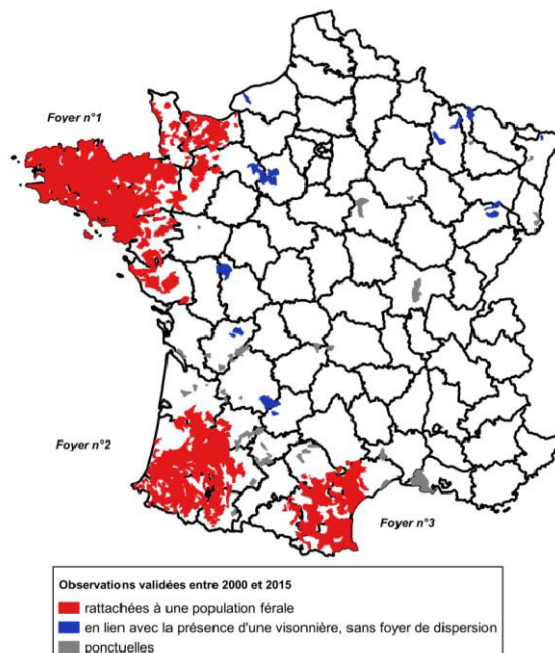 Foyer n°1
Foyer n°2
Foyer n°3
Observations validées entre 2000 et 2015
rattachées à une population férale
en lien avec la présence d'une visonnière, sans foyer de dispersion
ponctuelles